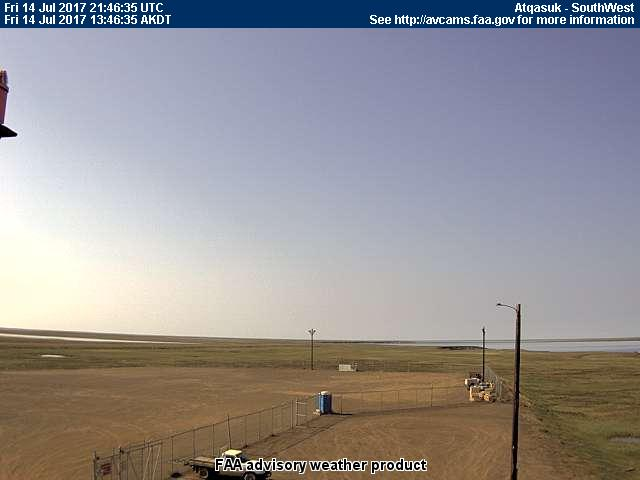 Fri 14 Jul 2017 21:46:35 UTC
Atqasuk - SouthWest
Fri 14 Jul 2017 13:46:35 AKDT
See http://avcams.faa.gov for more information
FAA advisory weather product